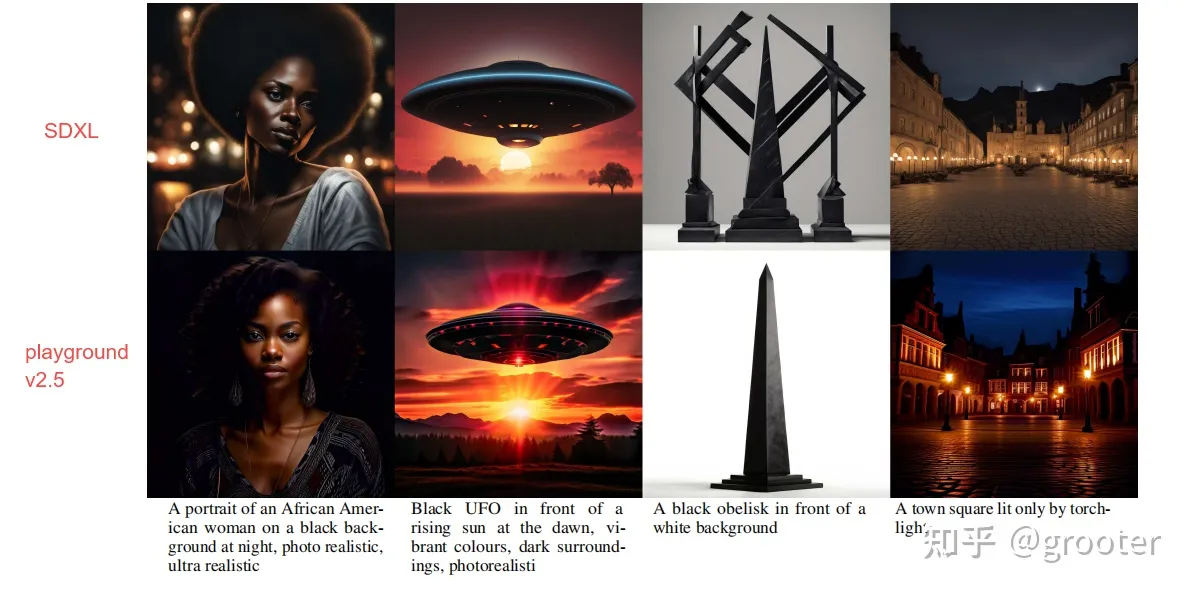 SDXL
playground
v2.5
A portrait of an African Amer-
ican woman on a black back-
ground at night, photo realistic,
ultra realistic
Black UFO in front of a
rising sun at the dawn, vi-
brant colours, dark surround-
ings, photorealisti
A black obelisk in front of a
white background
A town square lit only by torch-
light
知乎 @grooter